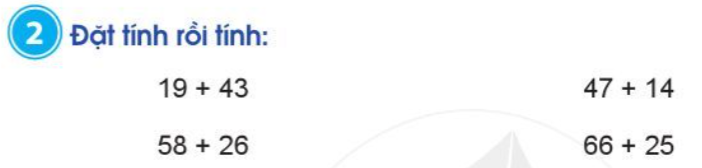 2 Đặt tính rồi tính:
19 + 43 47 + 14
58 + 26 66 + 25